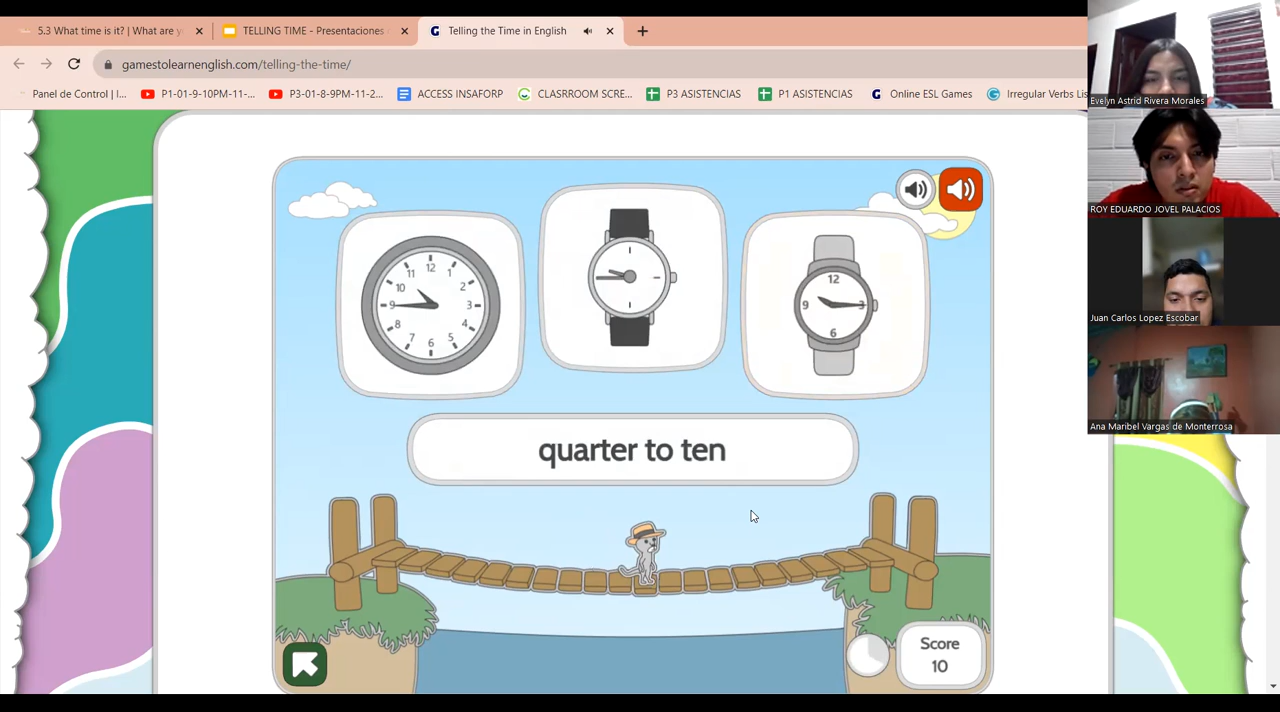 5.3 What time is it? | What are y
TELLING TIME - Presentaciones
Telling the Time in English
gamestolearnenglish.com/telling-the-time/
Panel de Control | I...
P1-01-9-10PM-11-...
P3-01-8-9PM-11-2...
ACCESS INSAFORP
CLASRROOM SCRE...
P3 ASISTENCIAS
P1 ASISTENCIAS
Online ESL Games
Irregular Verbs Lis
Evelyn Astrid Rivera Morales
ROY EDUARDO JOVEL PALACIOS
Juan Carlos Lopez Escobar
Ana Maribel Vargas de Monterrosa
12
1
2
3
4
5
6
7
8
9
10
11
12
3
6
9
quarter to ten
Score
10